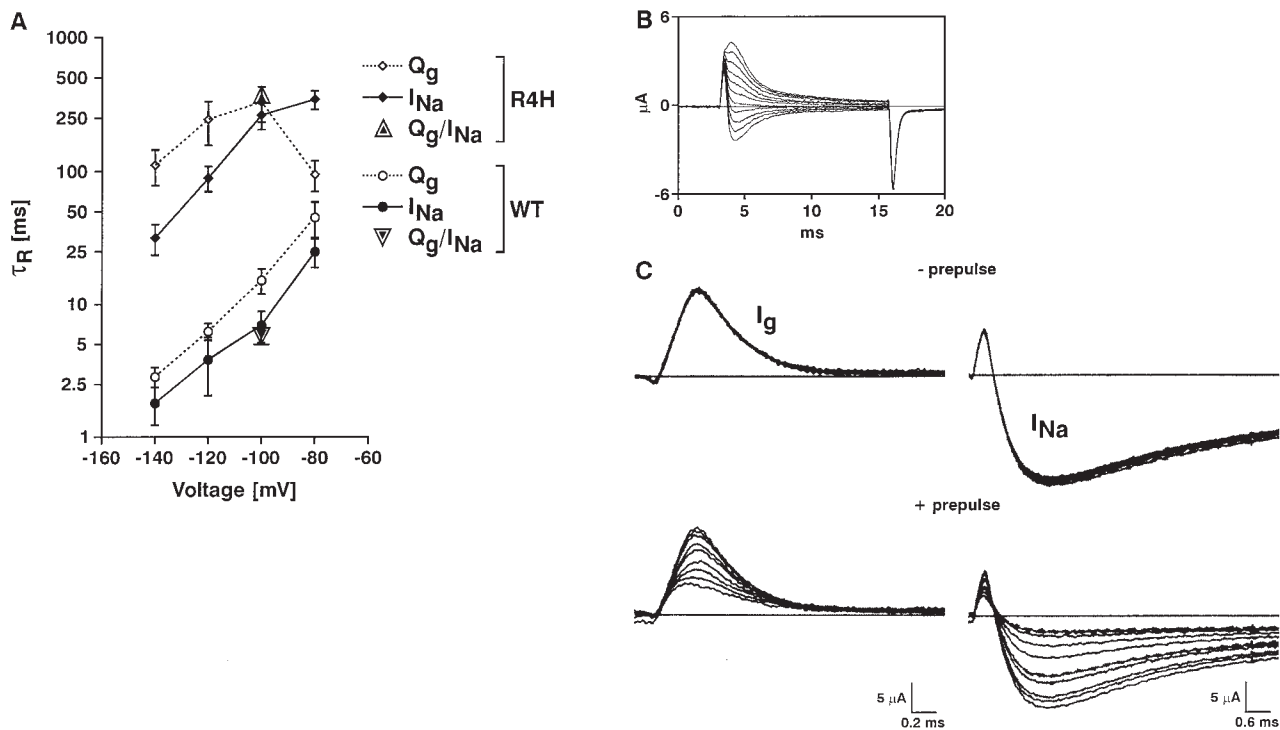 A
1000
500
250
100
50
25
10
5
2.5
1
τR [ms]
-160 -140 -120 -100 -80 -60
Voltage [mV]
Qg
INa
Qg/INa
R4H
Qg
INa
Qg/INa
WT
B
6
0
-6
µA
0 5 10 15 20
ms
C
- prepulse
Ig
INa
+ prepulse
5 µA
0.2 ms
5 µA
0.6 ms